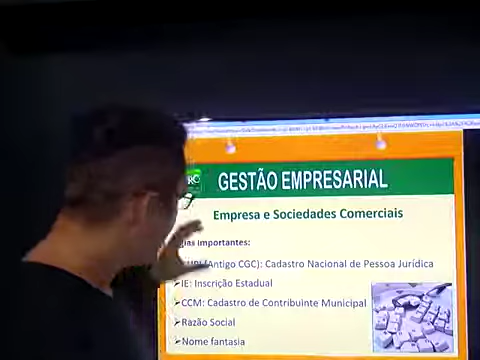 GESTÃO EMPRESARIAL
Empresa e Sociedades Comerciais
importantes:
(Antigo CGC): Cadastro Nacional de Pessoa Jurídica
IE: Inscrição Estadual
CCM: Cadastro de Contribuinte Municipal
Razão Social
Nome fantasia